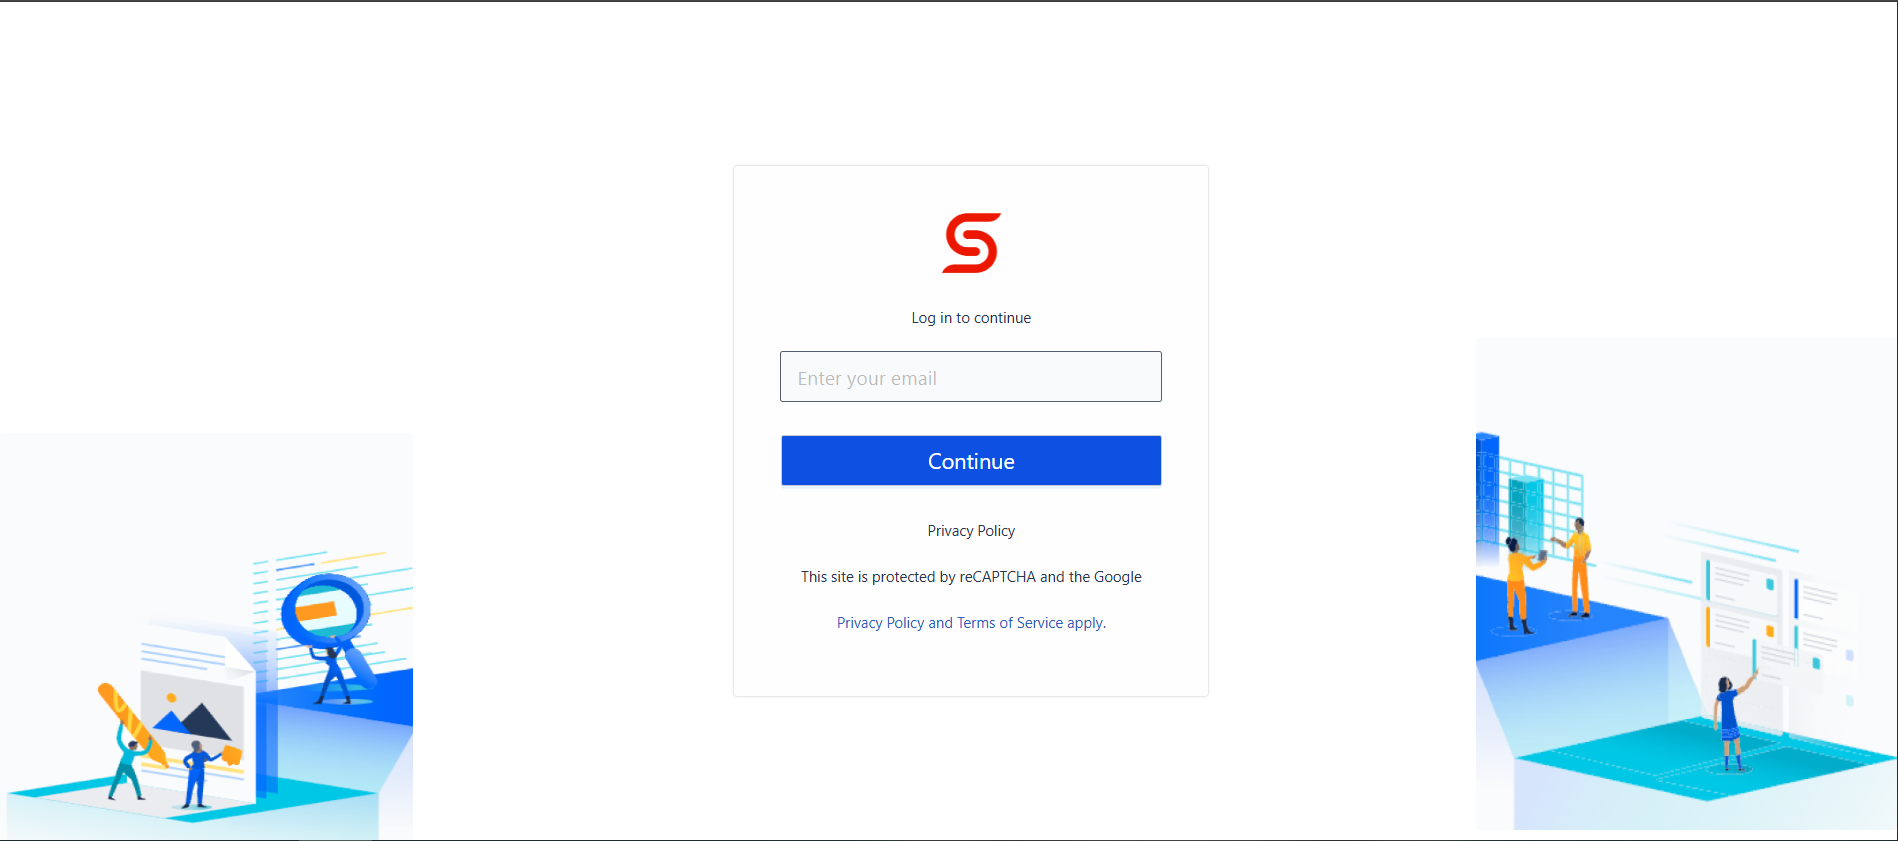 Log in to continue
Enter your email
Continue
Privacy Policy
This site is protected by reCAPTCHA and the Google
Privacy Policy and Terms of Service apply.